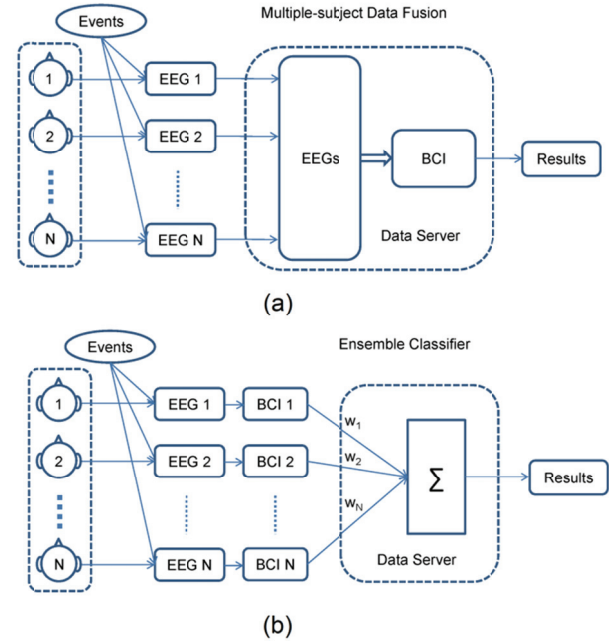 Events
Multiple-subject Data Fusion
1
EEG 1
2
EEG 2
EEGs
BCI
Results
N
EEG N
Data Server
(a)
Events
Ensemble Classifier
1
EEG 1
BCI 1
w1
2
EEG 2
BCI 2
w2
Σ
Results
wN
N
EEG N
BCI N
Data Server
(b)